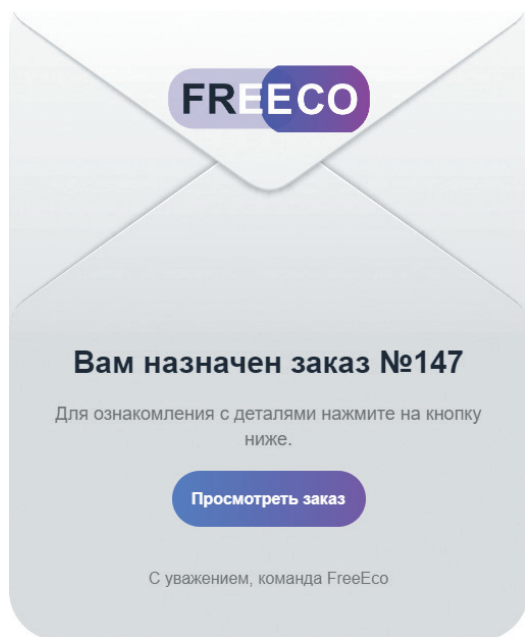 FREECO
Вам назначен заказ №147
Для ознакомления с деталями нажмите на кнопку
ниже.
Просмотреть заказ
С уважением, команда FreeEco